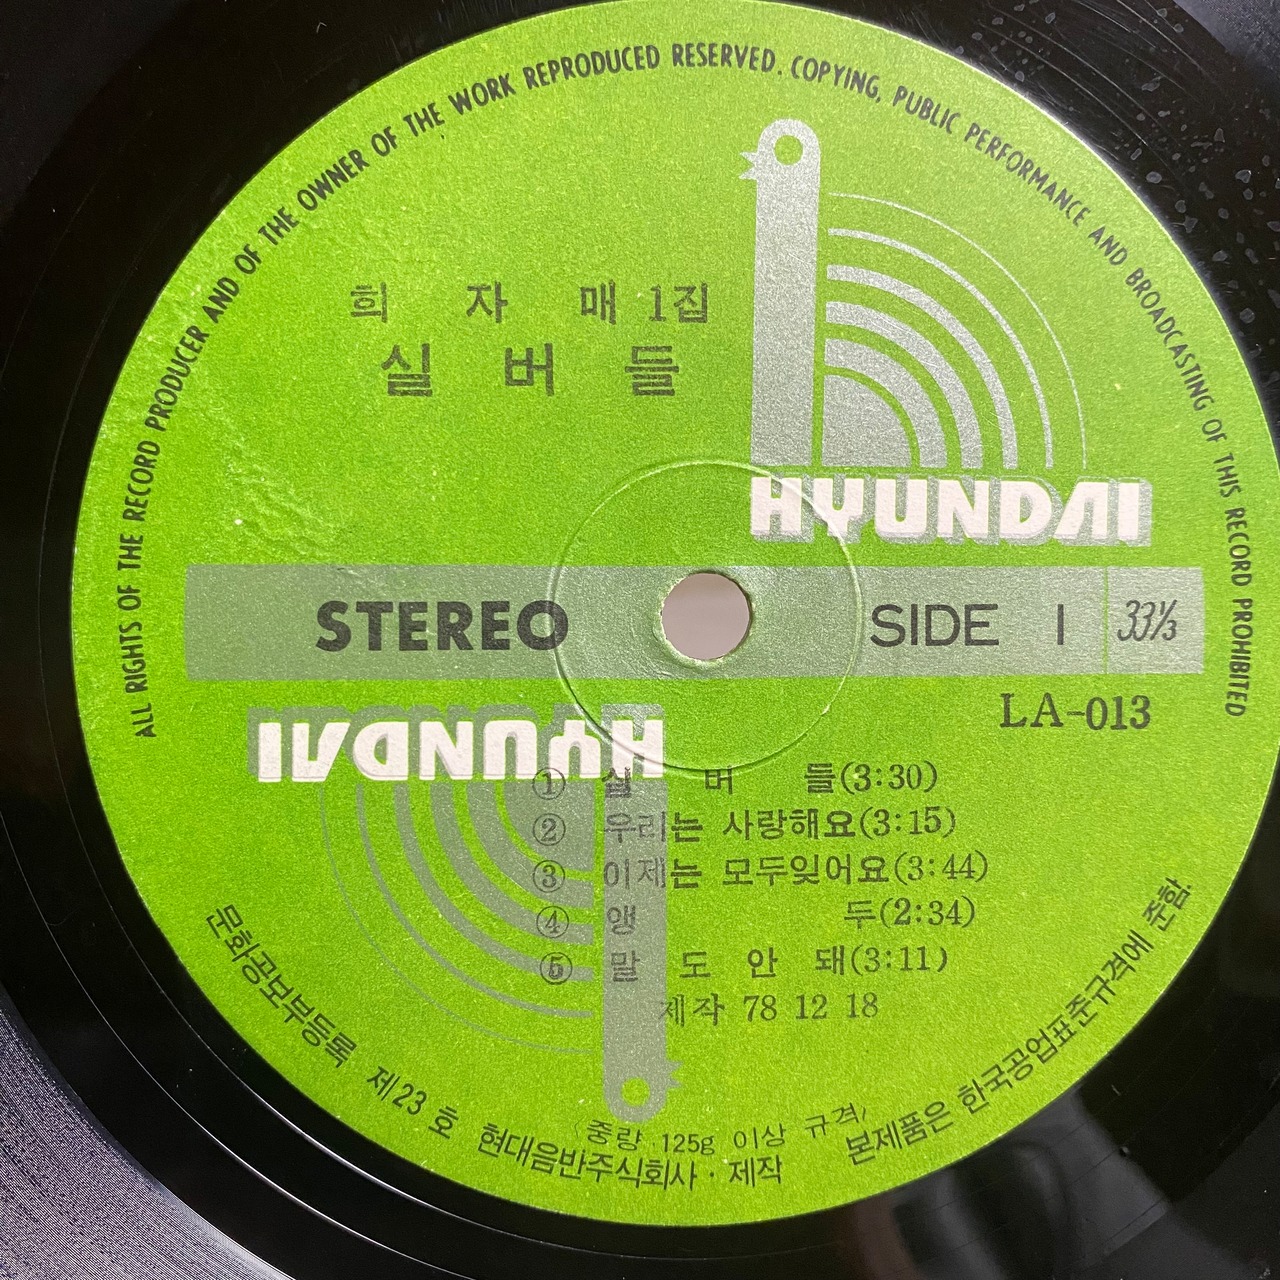 ALL RIGHTS OF THE RECORD PRODUCER AND OF THE OWNER OF THE WORK REPRODUCED RESERVED. COPYING, PUBLIC PERFORMANCE AND BROADCASTING OF THIS RECORD PROHIBITED
희 자 매 1집
실 버 들
HYUNDAI
STEREO
SIDE 1
33⅓
LA-013
HYUNDAI
① 실 버 들(3:30)
② 우리는 사랑해요(3:15)
③ 이제는 모두잊어요(3:44)
④ 앵 두(2:34)
⑤ 말 도 안 돼(3:11)
제작 78 12 18
(중량 125g 이상 규격)
문화공보부등록 제23호 현대음반주식회사·제작 본제품은 한국공업표준규격에 준함